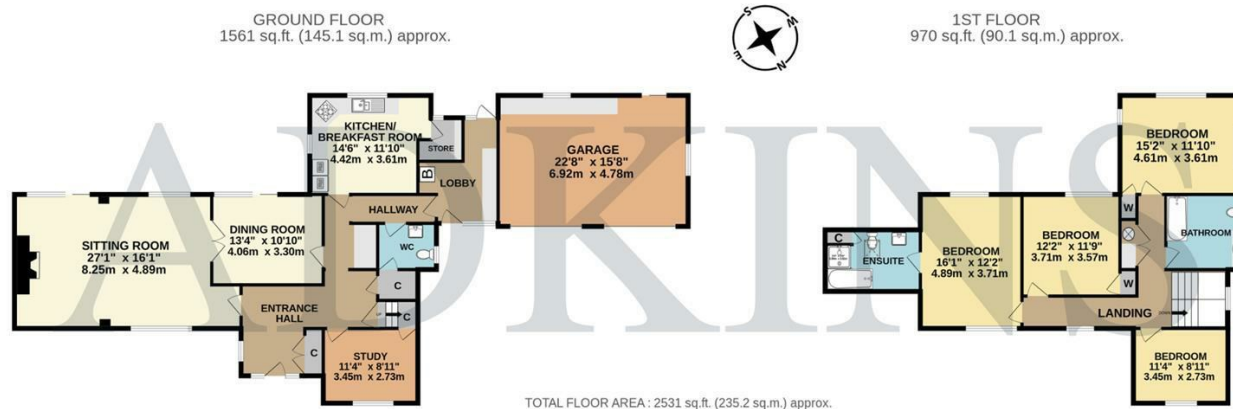 GROUND FLOOR
1561 sq.ft. (145.1 sq.m.) approx.
KITCHEN/
BREAKFAST ROOM
14'6" x 11'10"
4.42m x 3.61m
STORE
B
LOBBY
GARAGE
22'8" x 15'8"
6.92m x 4.78m
HALLWAY
WC
C
SITTING ROOM
27'1" x 16'1"
8.25m x 4.89m
DINING ROOM
13'4" x 10'10"
4.06m x 3.30m
ENTRANCE
HALL
C
UP
C
STUDY
11'4" x 8'11"
3.45m x 2.73m
S
W
E
N
1ST FLOOR
970 sq.ft. (90.1 sq.m.) approx.
BEDROOM
15'2" x 11'10"
4.61m x 3.61m
W
BATHROOM
C
ENSUITE
BEDROOM
16'1" x 12'2"
4.89m x 3.71m
BEDROOM
12'2" x 11'9"
3.71m x 3.57m
W
LANDING
DOWN
BEDROOM
11'4" x 8'11"
3.45m x 2.73m
ADKINS
TOTAL FLOOR AREA : 2531 sq.ft. (235.2 sq.m.) approx.